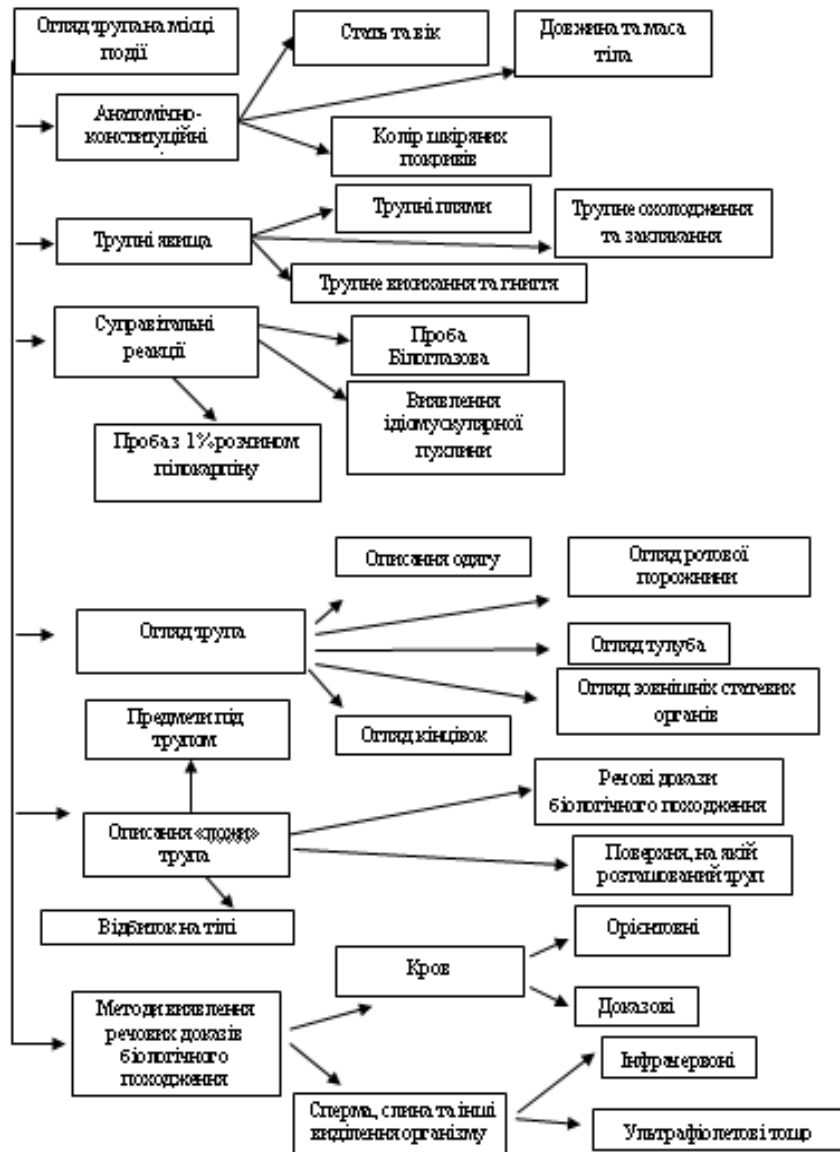 Огляд трупа на місці
події
Стать та вік
Довжина та маса
тіла
Анатомічно-
конституційні
Колір шкіряних
покривів
Трупні плями
Трупне охолодження
та заклякання
Трупні явища
Трупне висихання та гниття
Суправітальні
реакції
Проба
Білоглазова
Виявлення
ідіомускулярної
пухлини
Проба з 1% розчином
пілокарпіну
Описання одягу
Огляд ротової
порожнини
Огляд трупа
Огляд тулуба
Огляд зовнішніх статевих
органів
Огляд кінцівок
Предмети під
трупом
Речові докази
біологічного походження
Описання «ложа»
трупа
Поверхня, на якій
розташований труп
Відбиток на тілі
Орієнтовні
Кров
Доказові
Методи виявлення
речових доказів
біологічного
походження
Інфрачервоні
Сперма, слина та інші
виділення організму
Ультрафіолетові тощо